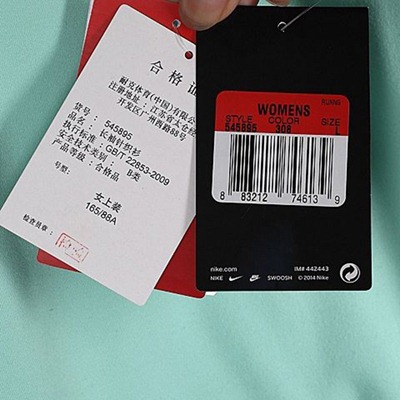 合格证
耐克体育(中国)有限公
注册地址：江苏省太仓经
开发区广州西路88号
货号：
545895
执行标准：长袖针织衫
安全技术类别：GB/T 22853-2009
产品等级：合格品 B类
号型：
女上装
165/88A
检查员章：
RUNNG
WOMENS
STYLE COLOR SIZE
545895 308 L
8 83212 74613 9
nike.com IM# 442443
NIKE NIKE SWOOSH © 2014 Nike